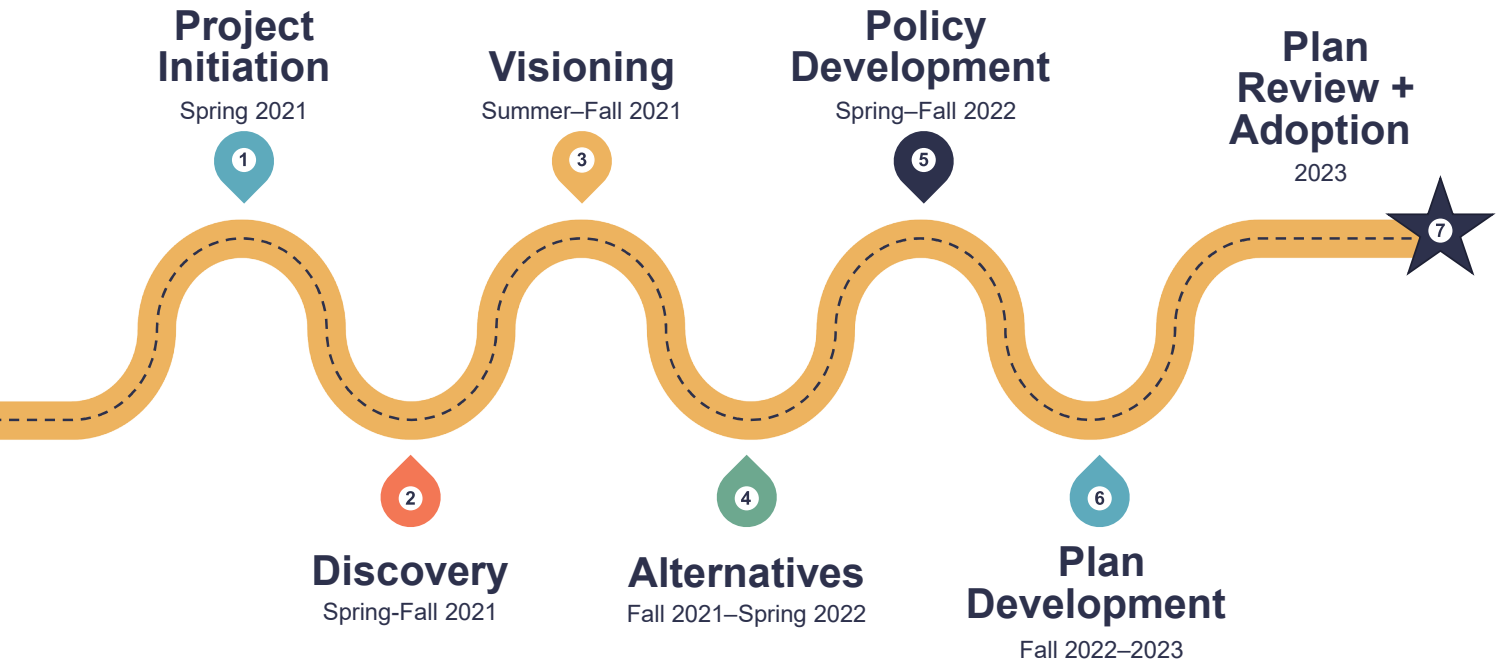 Project
Initiation
Spring 2021
1
Discovery
Spring-Fall 2021
2
Visioning
Summer–Fall 2021
3
Alternatives
Fall 2021–Spring 2022
4
Policy
Development
Spring–Fall 2022
5
Plan
Development
Fall 2022–2023
6
Plan
Review +
Adoption
2023
7